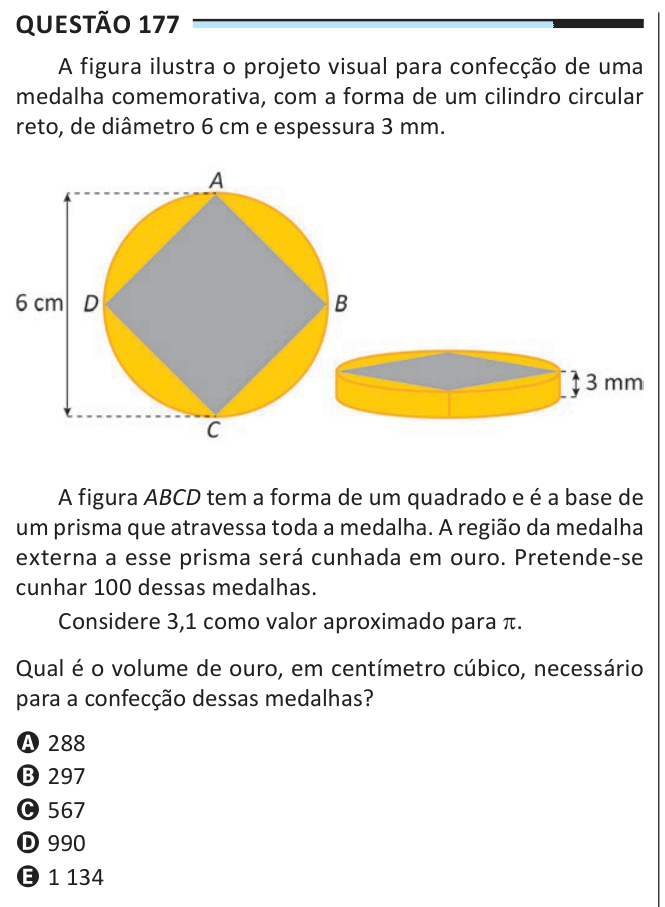 QUESTÃO 177
A figura ilustra o projeto visual para confecção de uma
medalha comemorativa, com a forma de um cilindro circular
reto, de diâmetro 6 cm e espessura 3 mm.
A
6 cm
D
B
3 mm
C
A figura ABCD tem a forma de um quadrado e é a base de
um prisma que atravessa toda a medalha. A região da medalha
externa a esse prisma será cunhada em ouro. Pretende-se
cunhar 100 dessas medalhas.
Considere 3,1 como valor aproximado para π.
Qual é o volume de ouro, em centímetro cúbico, necessário
para a confecção dessas medalhas?
A 288
B 297
C 567
D 990
E 1 134